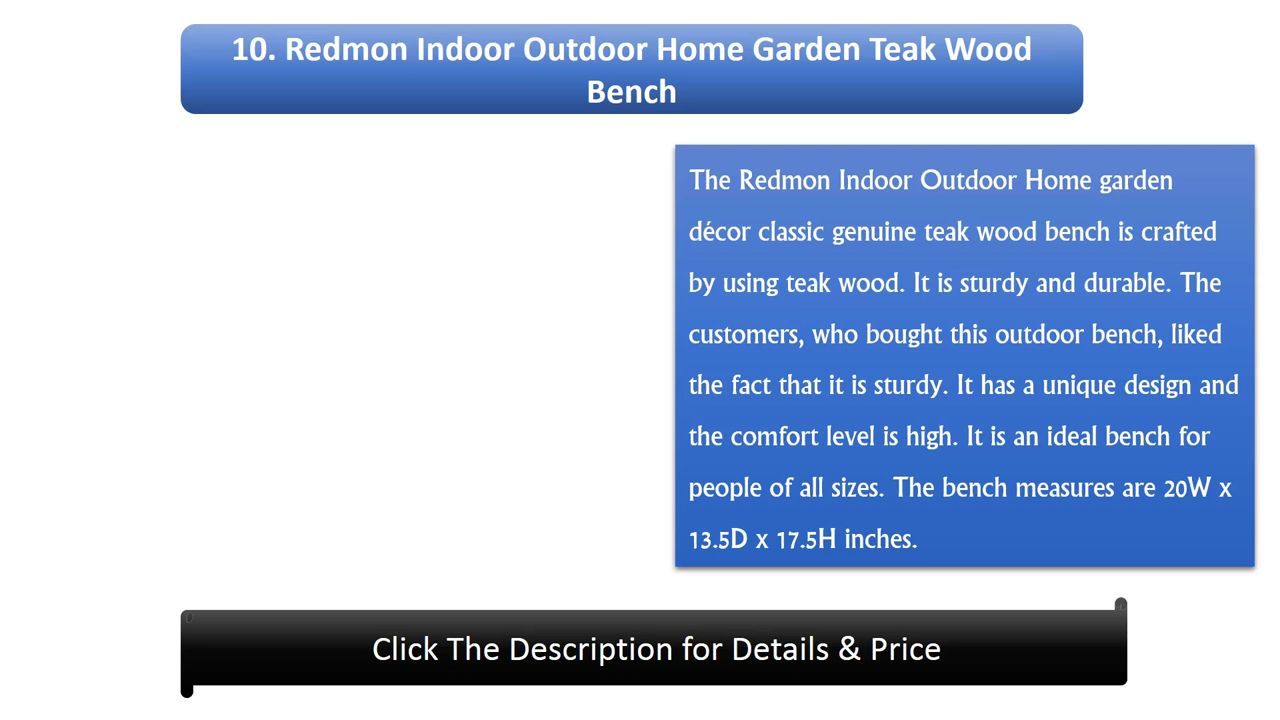 10. Redmon Indoor Outdoor Home Garden Teak Wood
Bench
The Redmon Indoor Outdoor Home garden
décor classic genuine teak wood bench is crafted
by using teak wood. It is sturdy and durable. The
customers, who bought this outdoor bench, liked
the fact that it is sturdy. It has a unique design and
the comfort level is high. It is an ideal bench for
people of all sizes. The bench measures are 20W x
13.5D x 17.5H inches.
Click The Description for Details & Price